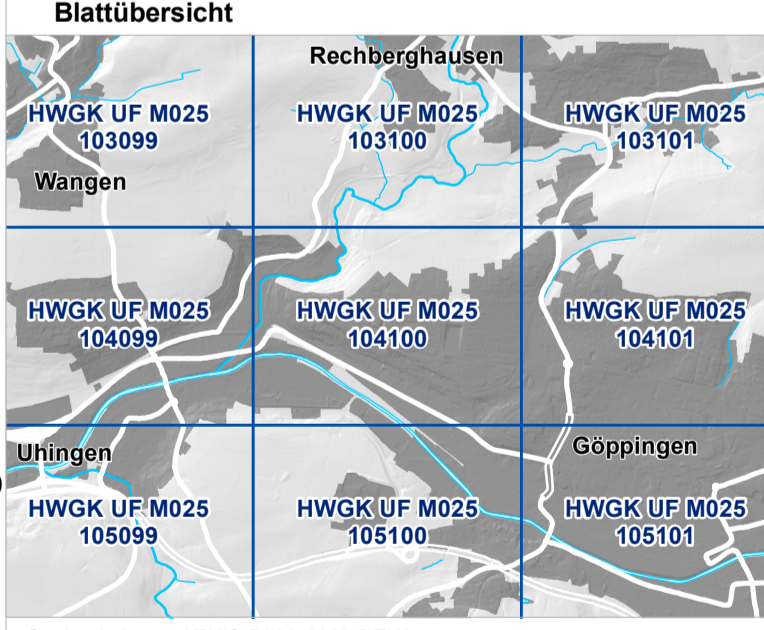 Blattübersicht
Rechberghausen
HWGK UF M025
103099
HWGK UF M025
103100
HWGK UF M025
103101
Wangen
HWGK UF M025
104099
HWGK UF M025
104100
HWGK UF M025
104101
Uhingen
Göppingen
HWGK UF M025
105099
HWGK UF M025
105100
HWGK UF M025
105101